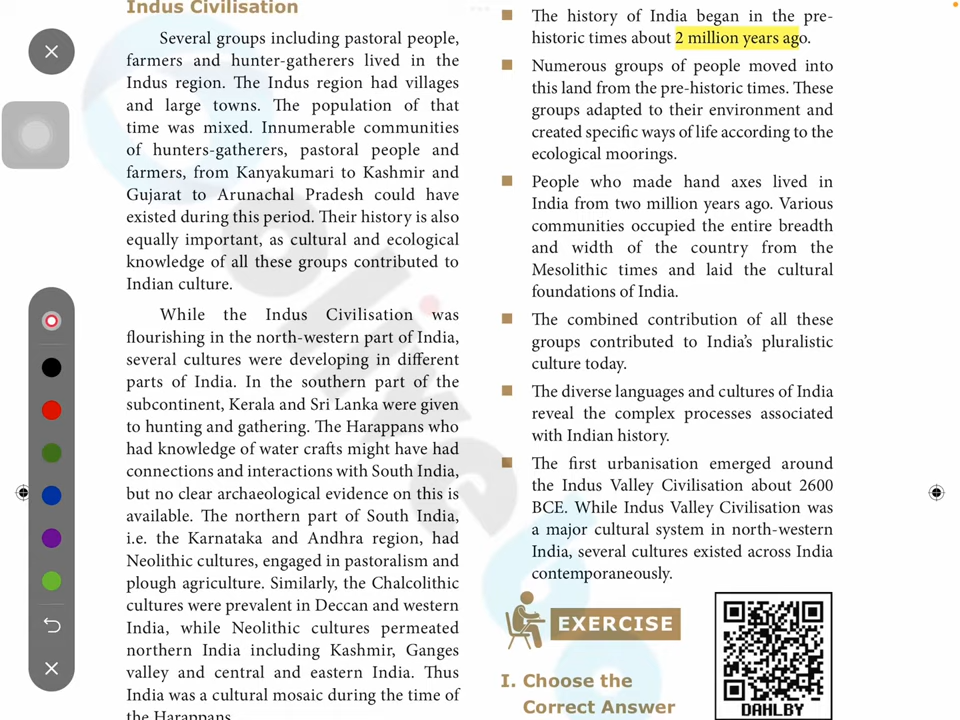 Indus Civilisation
Several groups including pastoral people,
farmers and hunter-gatherers lived in the
Indus region. The Indus region had villages
and large towns. The population of that
time was mixed. Innumerable communities
of hunters-gatherers, pastoral people and
farmers, from Kanyakumari to Kashmir and
Gujarat to Arunachal Pradesh could have
existed during this period. Their history is also
equally important, as cultural and ecological
knowledge of all these groups contributed to
Indian culture.
While the Indus Civilisation was
flourishing in the north-western part of India,
several cultures were developing in different
parts of India. In the southern part of the
subcontinent, Kerala and Sri Lanka were given
to hunting and gathering. The Harappans who
had knowledge of water crafts might have had
connections and interactions with South India,
but no clear archaeological evidence on this is
available. The northern part of South India,
i.e. the Karnataka and Andhra region, had
Neolithic cultures, engaged in pastoralism and
plough agriculture. Similarly, the Chalcolithic
cultures were prevalent in Deccan and western
India, while Neolithic cultures permeated
northern India including Kashmir, Ganges
valley and central and eastern India. Thus
India was a cultural mosaic during the time of
the Harappans.
■ The history of India began in the pre-
historic times about 2 million years ago.
■ Numerous groups of people moved into
this land from the pre-historic times. These
groups adapted to their environment and
created specific ways of life according to the
ecological moorings.
■ People who made hand axes lived in
India from two million years ago. Various
communities occupied the entire breadth
and width of the country from the
Mesolithic times and laid the cultural
foundations of India.
■ The combined contribution of all these
groups contributed to India's pluralistic
culture today.
■ The diverse languages and cultures of India
reveal the complex processes associated
with Indian history.
■ The first urbanisation emerged around
the Indus Valley Civilisation about 2600
BCE. While Indus Valley Civilisation was
a major cultural system in north-western
India, several cultures existed across India
contemporaneously.
EXERCISE
I. Choose the
Correct Answer
DAHLBY